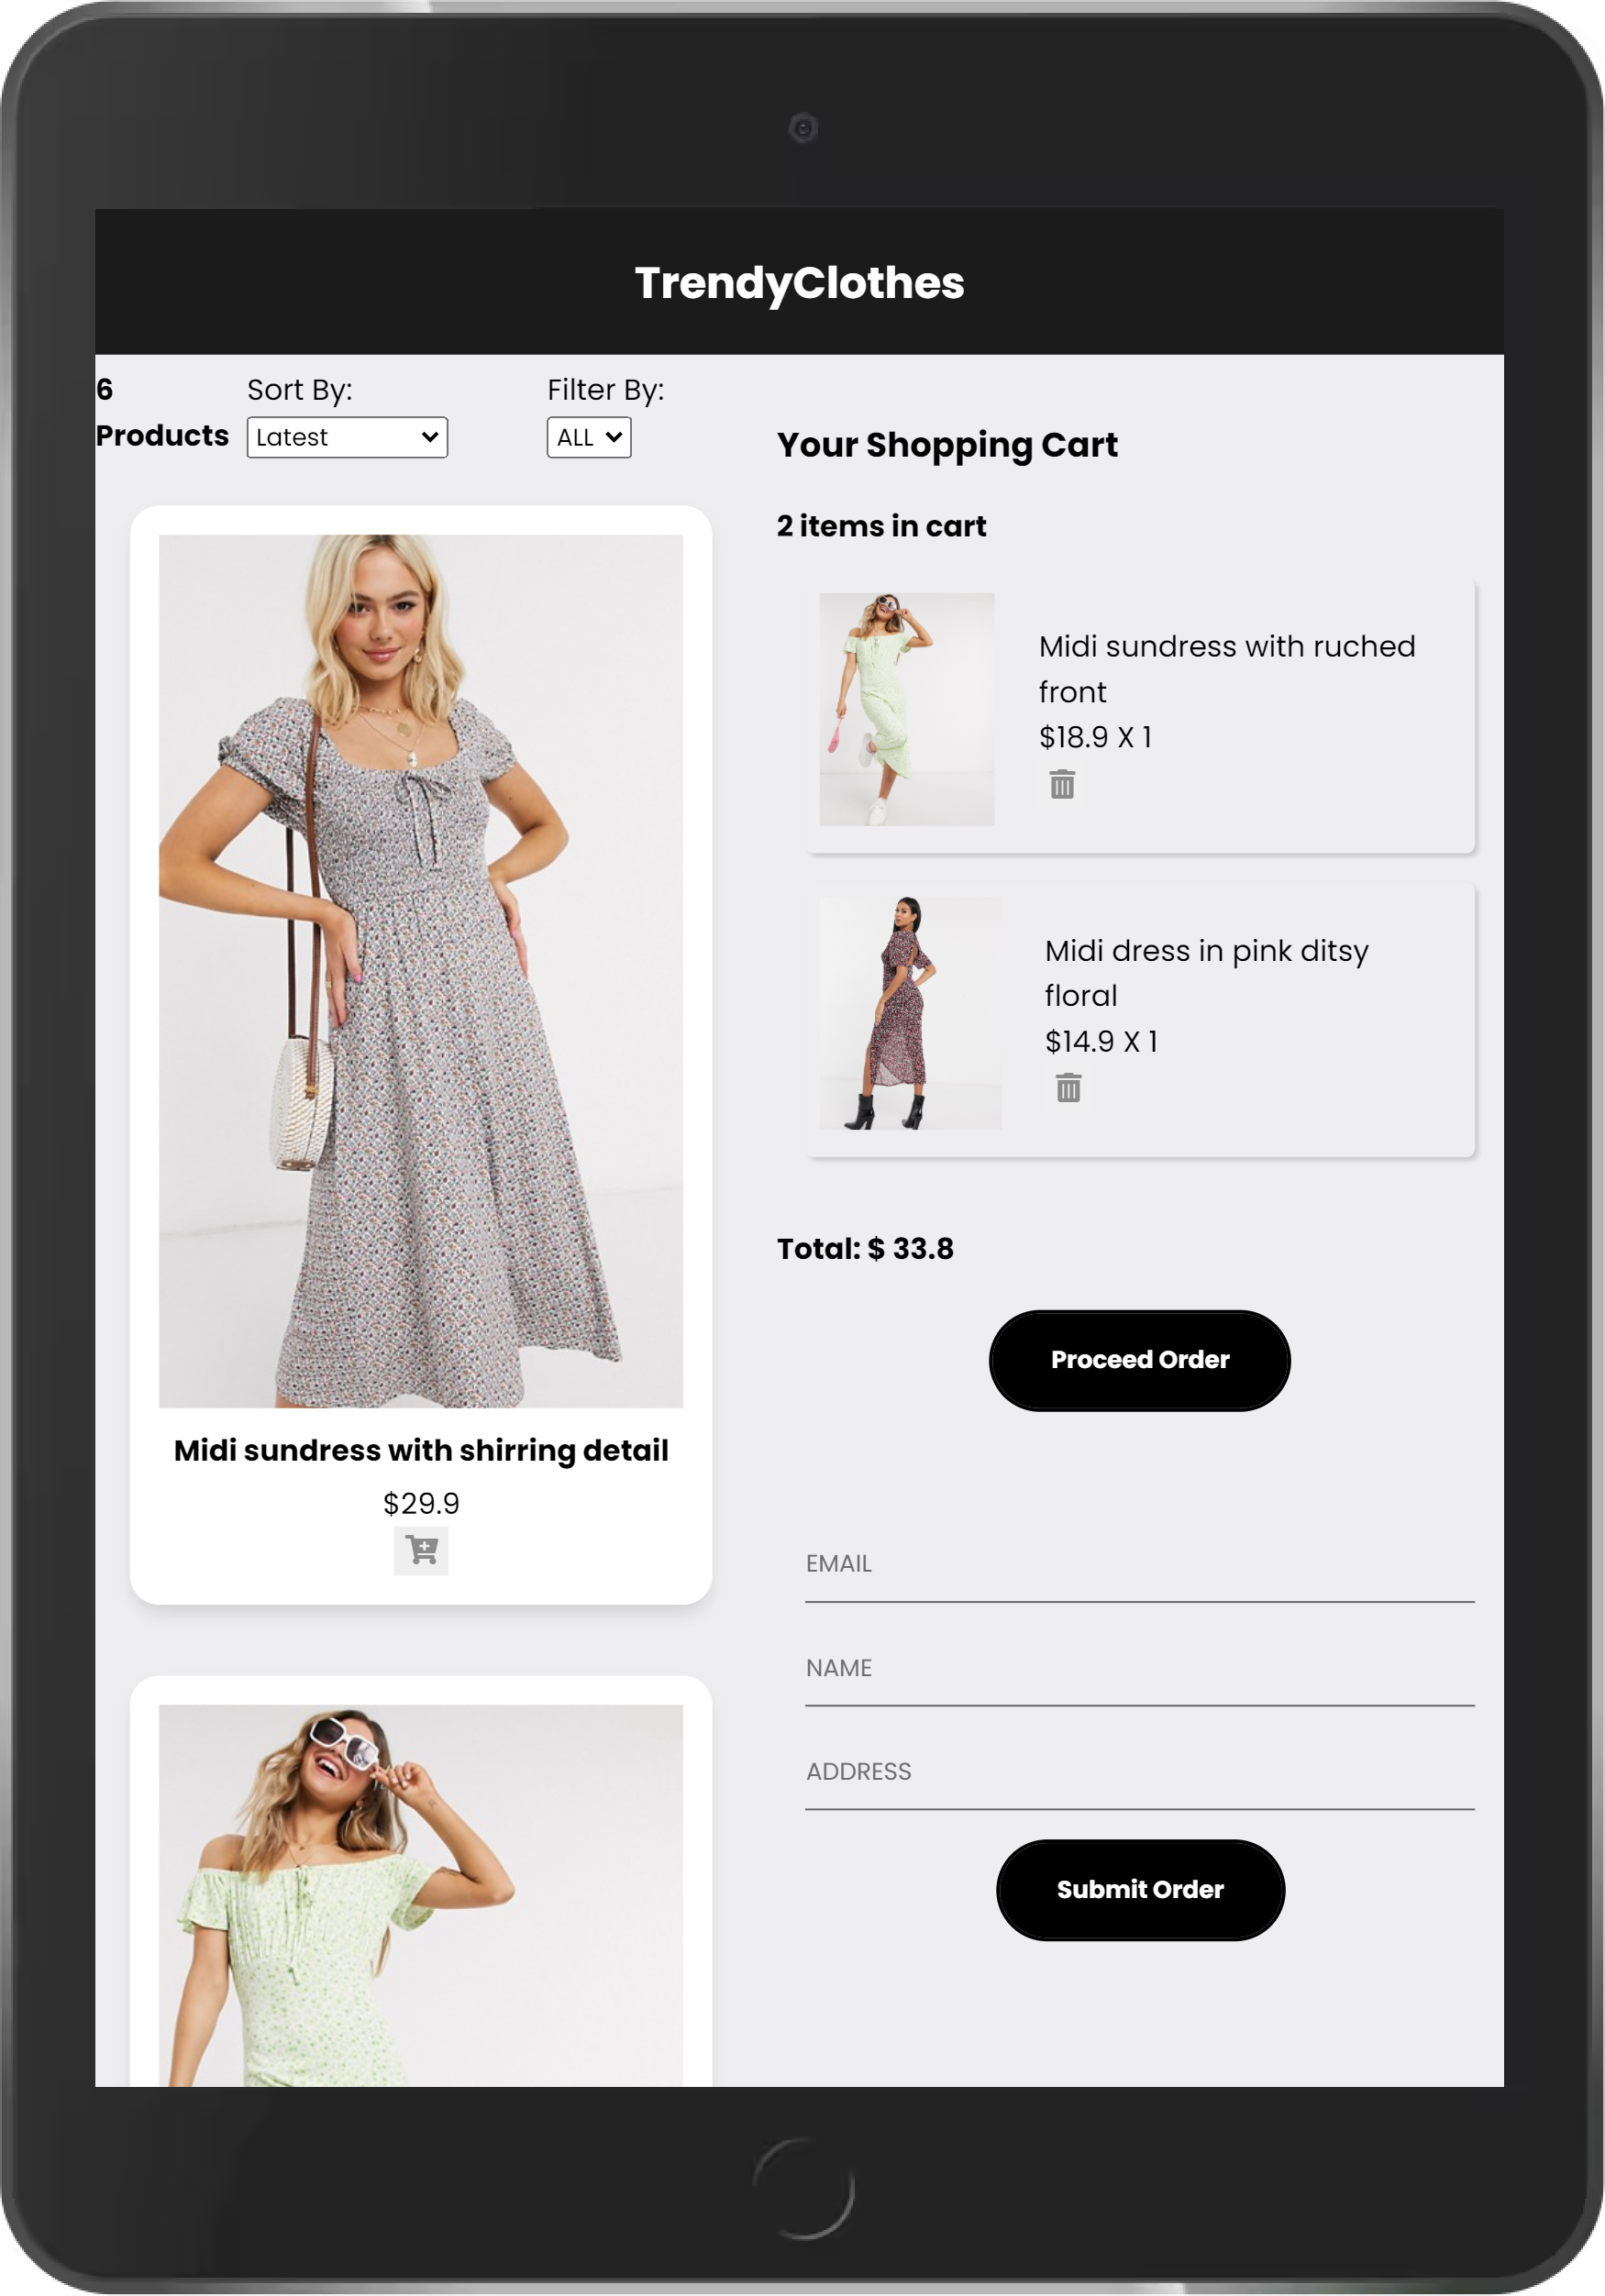 TrendyClothes
6
Products
Sort By:
Latest
Filter By:
ALL
Midi sundress with shirring detail
$29.9
Your Shopping Cart
2 items in cart
Midi sundress with ruched
front
$18.9 X 1
Midi dress in pink ditsy
floral
$14.9 X 1
Total: $ 33.8
Proceed Order
EMAIL
NAME
ADDRESS
Submit Order